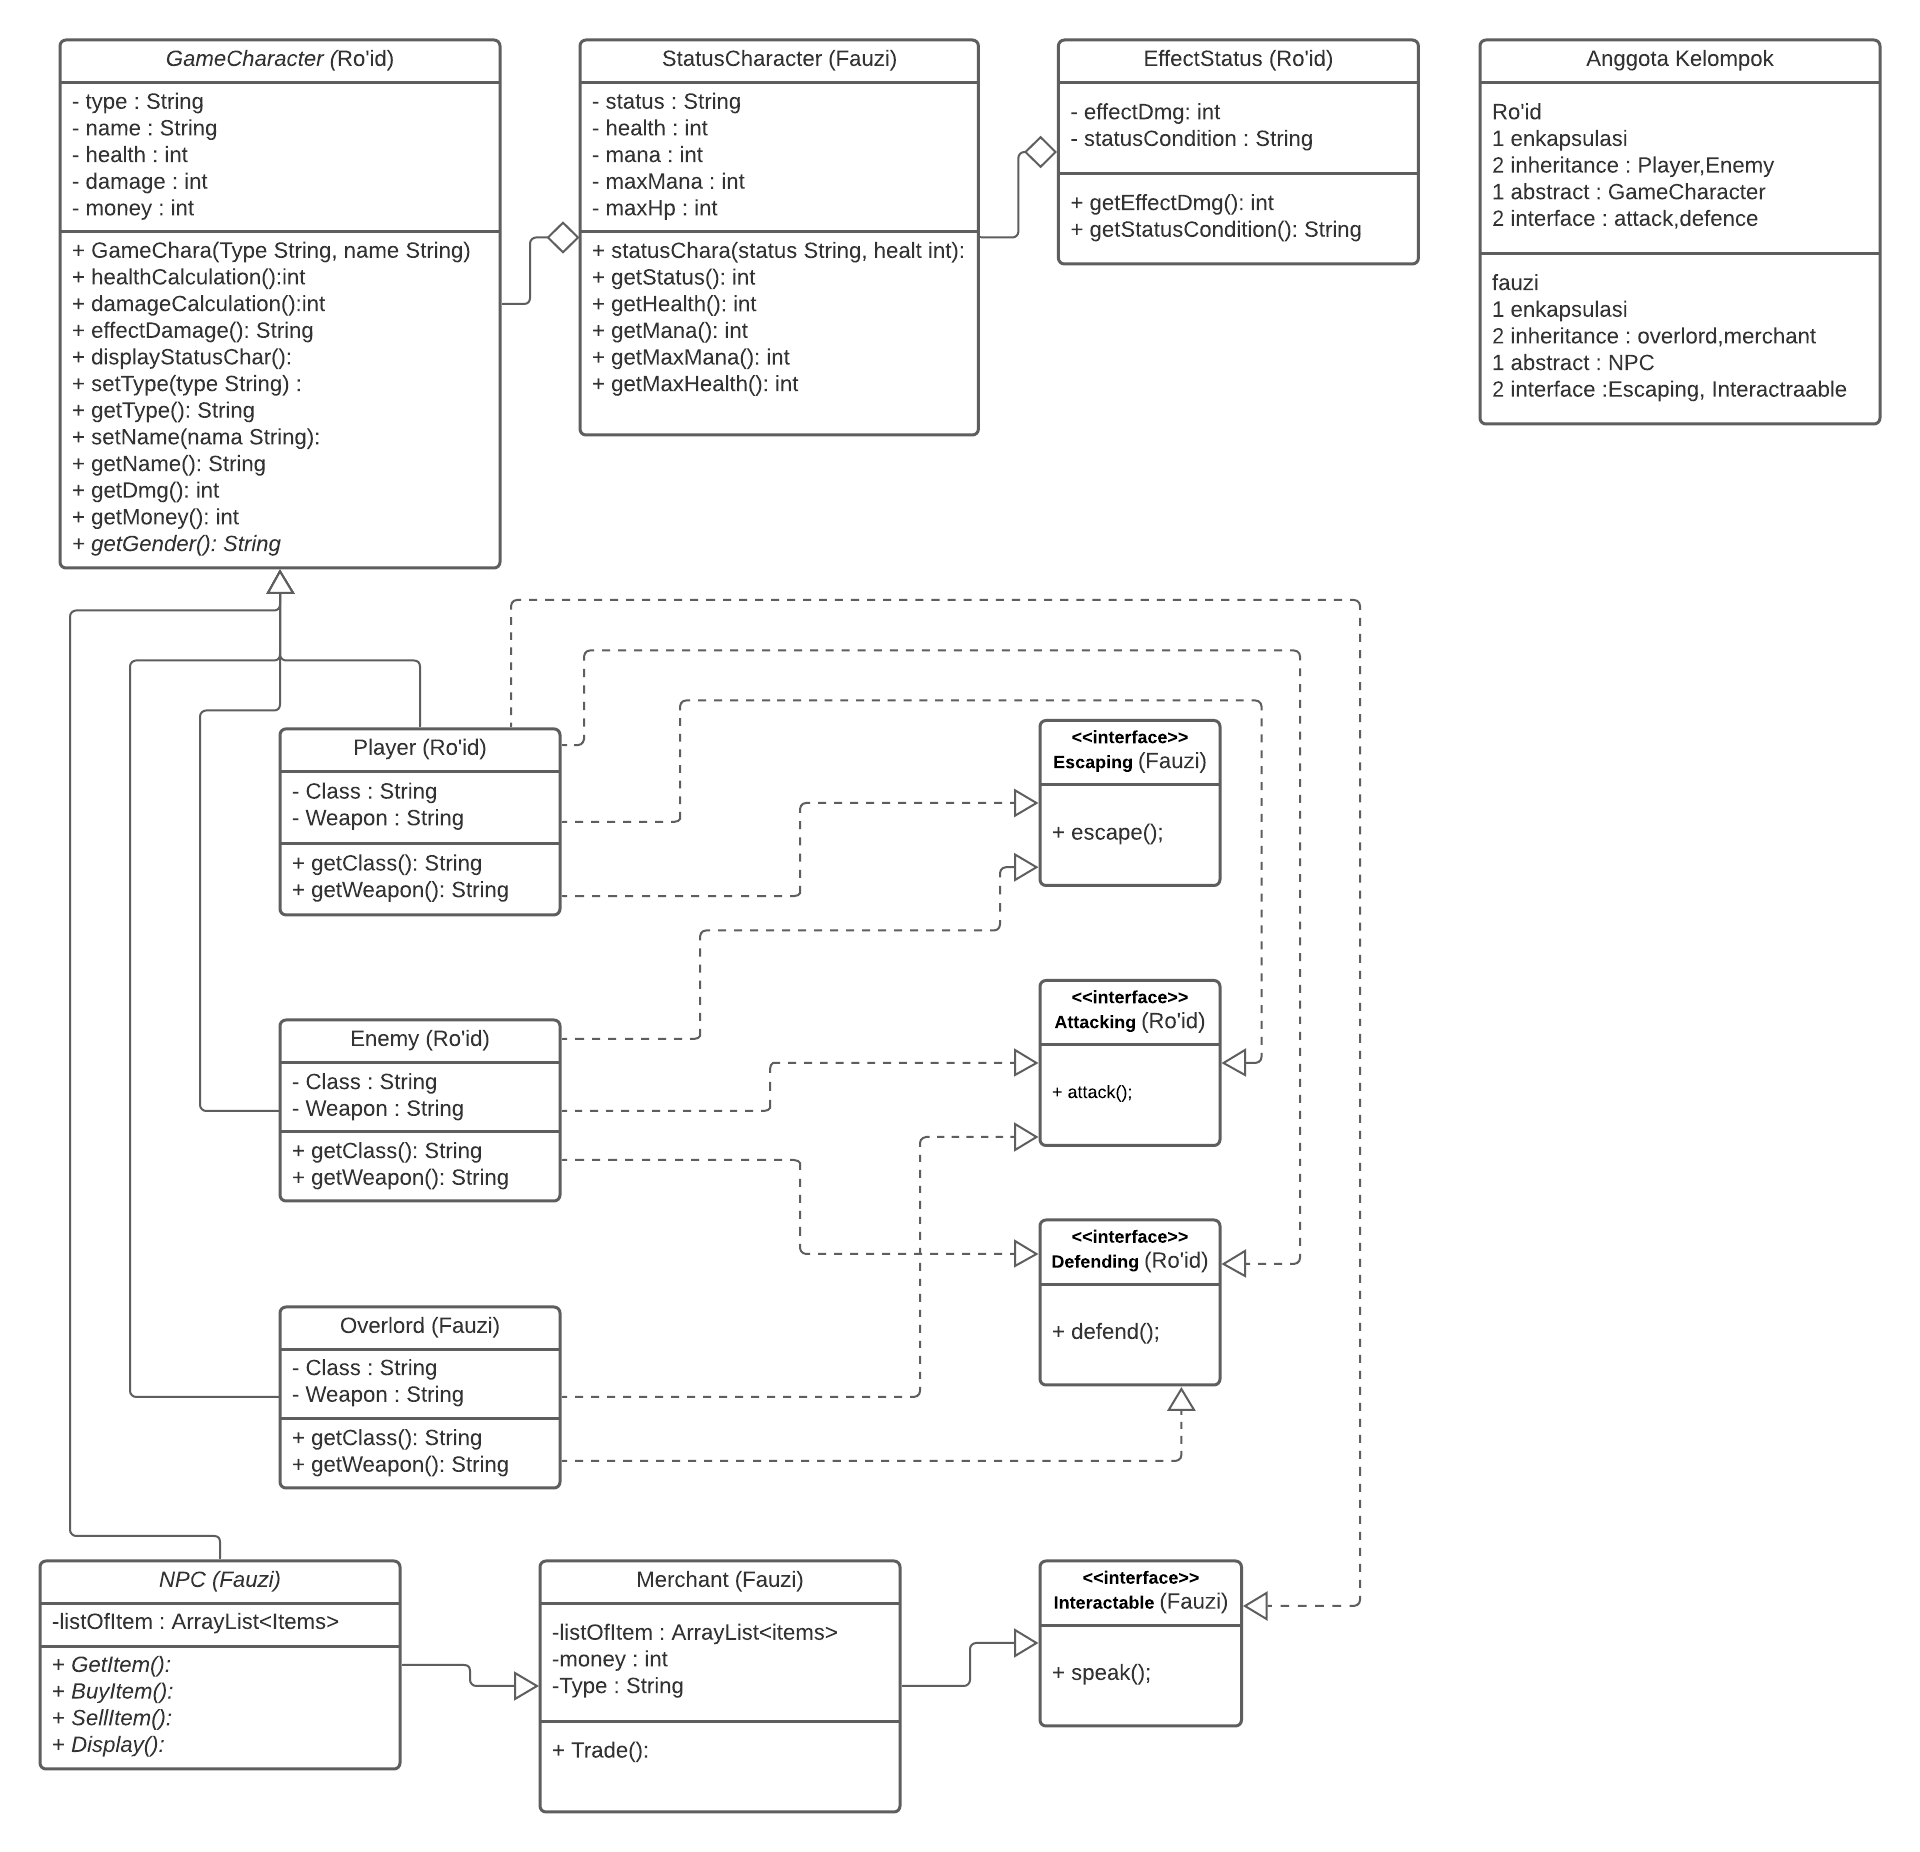 GameCharacter (Ro'id)
- type : String
- name : String
- health : int
- damage : int
- money : int
+ GameChara(Type String, name String)
+ healthCalculation():int
+ damageCalculation():int
+ effectDamage(): String
+ displayStatusChar():
+ setType(type String) :
+ getType(): String
+ setName(nama String):
+ getName(): String
+ getDmg(): int
+ getMoney(): int
+ getGender(): String
StatusCharacter (Fauzi)
- status : String
- health : int
- mana : int
- maxMana : int
- maxHp : int
+ statusChara(status String, healt int):
+ getStatus(): int
+ getHealth(): int
+ getMana(): int
+ getMaxMana(): int
+ getMaxHealth(): int
EffectStatus (Ro'id)
- effectDmg: int
- statusCondition : String
+ getEffectDmg(): int
+ getStatusCondition(): String
Anggota Kelompok
Ro'id
1 enkapsulasi
2 inheritance : Player,Enemy
1 abstract : GameCharacter
2 interface : attack,defence
fauzi
1 enkapsulasi
2 inheritance : overlord,merchant
1 abstract : NPC
2 interface :Escaping, Interactraable
Player (Ro'id)
- Class : String
- Weapon : String
+ getClass(): String
+ getWeapon(): String
<<interface>>
Escaping (Fauzi)
+ escape();
Enemy (Ro'id)
- Class : String
- Weapon : String
+ getClass(): String
+ getWeapon(): String
<<interface>>
Attacking (Ro'id)
+ attack();
<<interface>>
Defending (Ro'id)
+ defend();
Overlord (Fauzi)
- Class : String
- Weapon : String
+ getClass(): String
+ getWeapon(): String
NPC (Fauzi)
-listOfItem : ArrayList<Items>
+ GetItem():
+ BuyItem():
+ SellItem():
+ Display():
Merchant (Fauzi)
-listOfItem : ArrayList<items>
-money : int
-Type : String
+ Trade():
<<interface>>
Interactable (Fauzi)
+ speak();